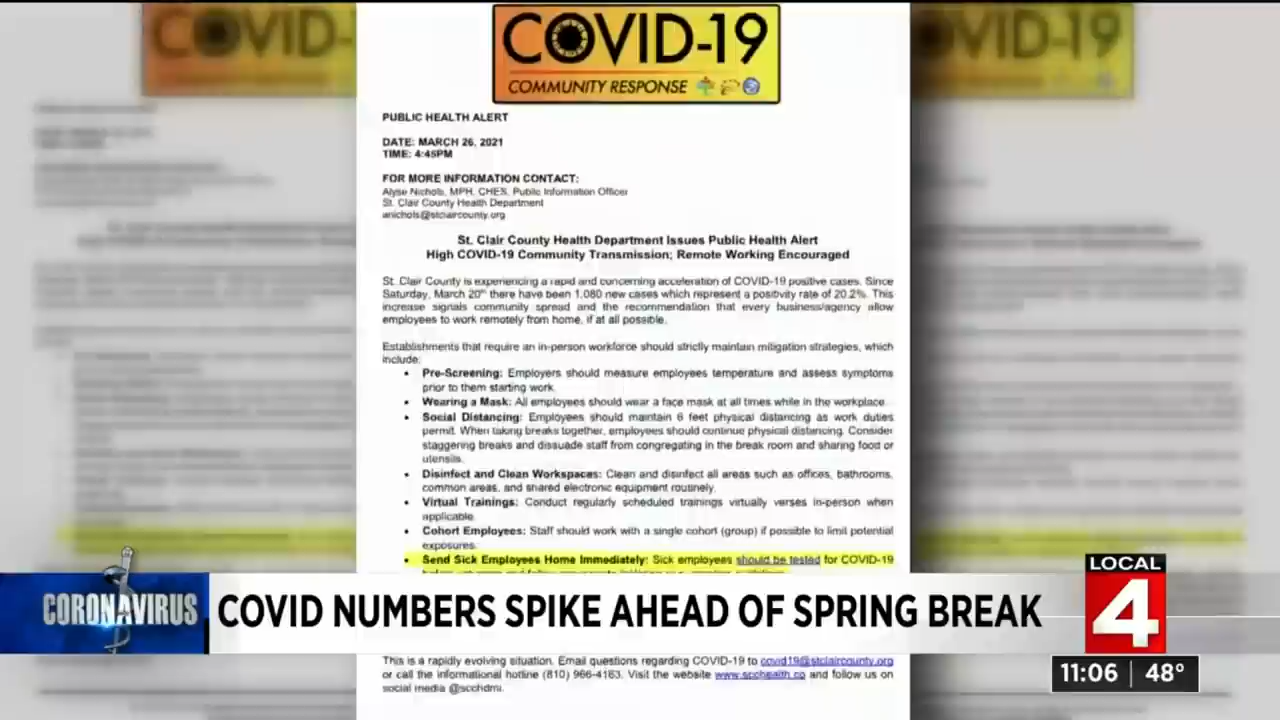 COVID-19
COMMUNITY RESPONSE
PUBLIC HEALTH ALERT
DATE: MARCH 26, 2021
TIME: 4:45PM
FOR MORE INFORMATION CONTACT:
Alyse Nichols, MPH, CHES, Public Information Officer
St. Clair County Health Department
anichols@stclaircounty.org
St. Clair County Health Department Issues Public Health Alert
High COVID-19 Community Transmission; Remote Working Encouraged
St. Clair County is experiencing a rapid and concerning acceleration of COVID-19 positive cases. Since
Saturday, March 20th there have been 1,080 new cases which represent a positivity rate of 20.2%. This
increase signals community spread and the recommendation that every business/agency allow
employees to work remotely from home, if at all possible.
Establishments that require an in-person workforce should strictly maintain mitigation strategies, which
include:
• Pre-Screening: Employers should measure employees temperature and assess symptoms
prior to them starting work.
• Wearing a Mask: All employees should wear a face mask at all times while in the workplace.
• Social Distancing: Employees should maintain 6 feet physical distancing as work duties
permit. When taking breaks together, employees should continue physical distancing. Consider
staggering breaks and dissuade staff from congregating in the break room and sharing food or
utensils.
• Disinfect and Clean Workspaces: Clean and disinfect all areas such as offices, bathrooms,
common areas, and shared electronic equipment routinely.
• Virtual Trainings: Conduct regularly scheduled trainings virtually verses in-person when
applicable.
• Cohort Employees: Staff should work with a single cohort (group) if possible to limit potential
exposures.
• Send Sick Employees Home Immediately: Sick employees should be tested for COVID-19
CORONAVIRUS
COVID NUMBERS SPIKE AHEAD OF SPRING BREAK
LOCAL
4
This is a rapidly evolving situation. Email questions regarding COVID-19 to covid19@stclaircounty.org
or call the informational hotline (810) 966-4163. Visit the website www.scchealth.co and follow us on
social media @scchdmi.
11:06 48°